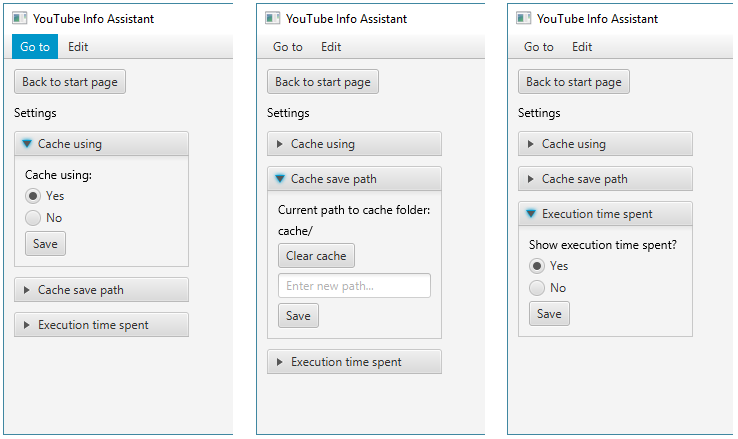 YouTube Info Assistant
Go to Edit
Back to start page
Settings
Cache using
Cache using:
Yes
No
Save
Cache save path
Execution time spent
YouTube Info Assistant
Go to Edit
Back to start page
Settings
Cache using
Cache save path
Current path to cache folder:
cache/
Clear cache
Enter new path...
Save
Execution time spent
YouTube Info Assistant
Go to Edit
Back to start page
Settings
Cache using
Cache save path
Execution time spent
Show execution time spent?
Yes
No
Save